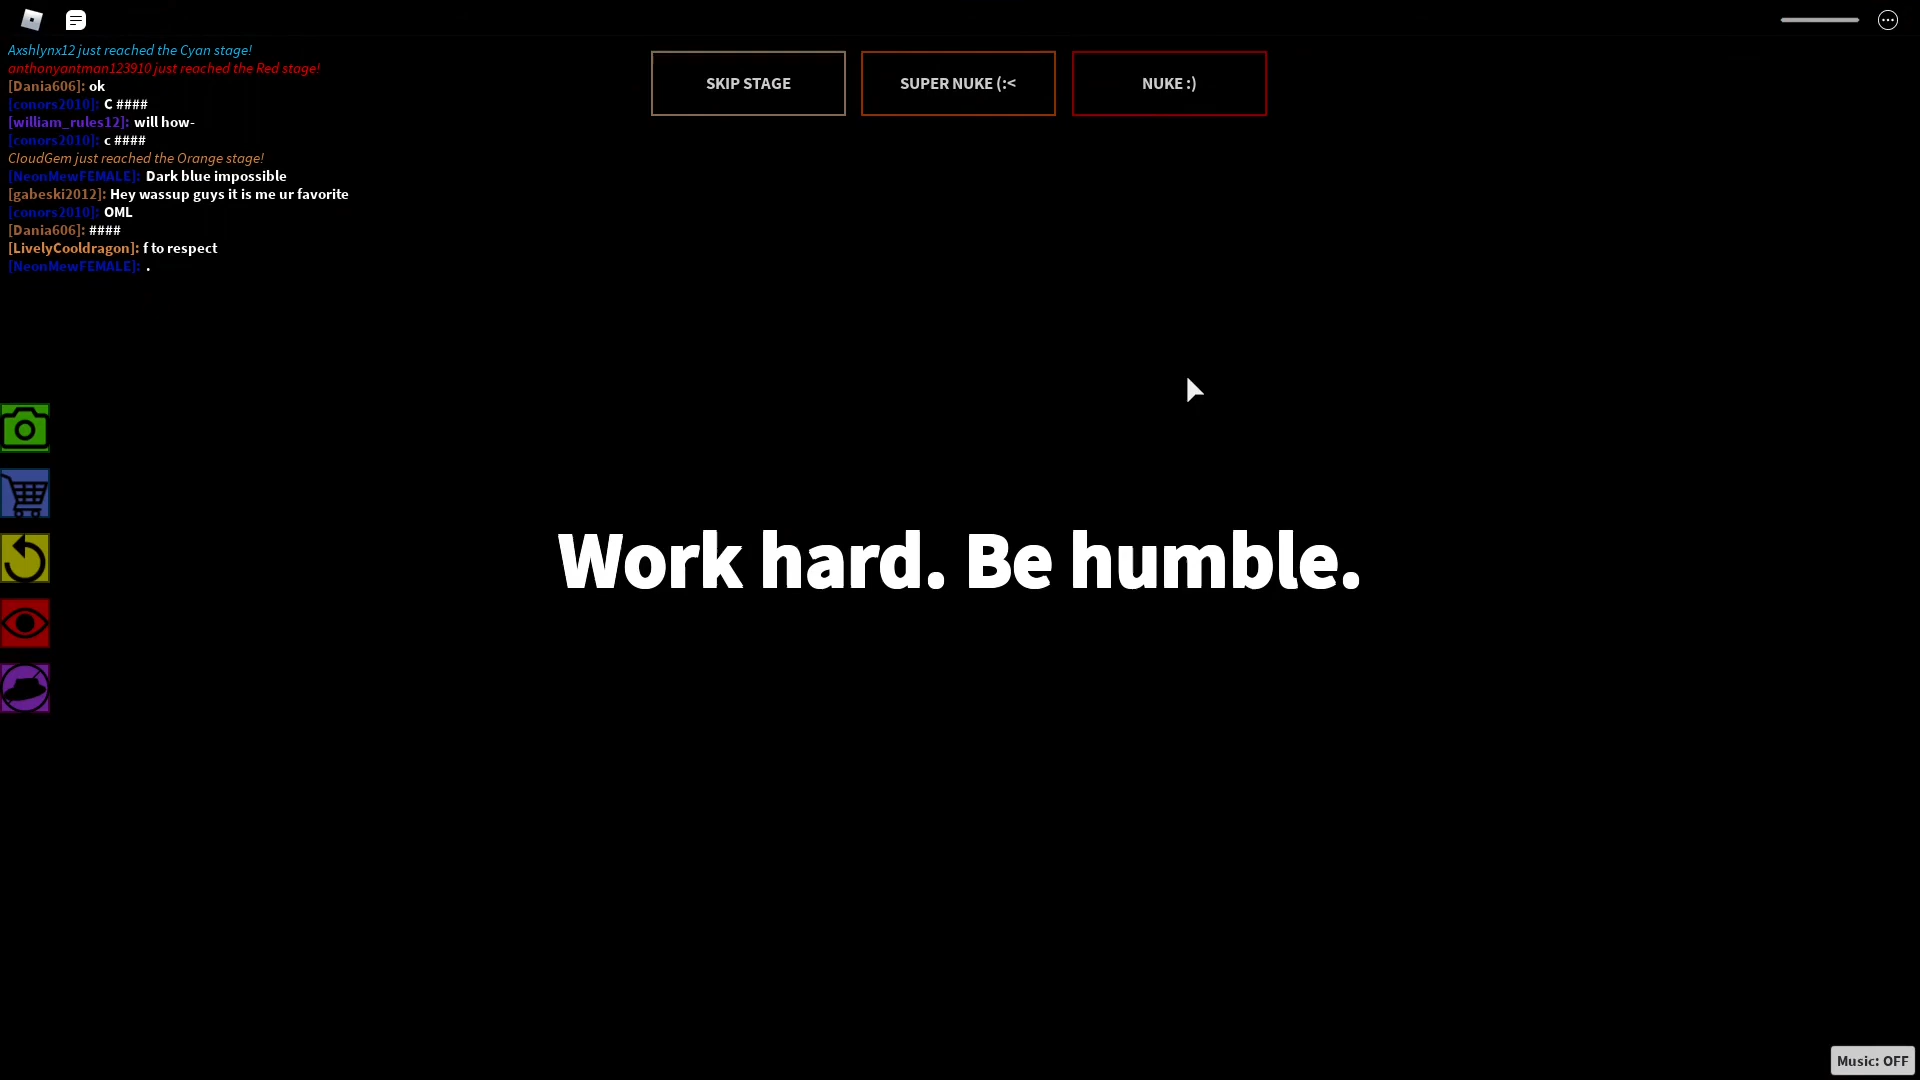 Axshlynx12 just reached the Cyan stage!
anthonyantman123910 just reached the Red stage!
[Dania606]: ok
[conors2010]: C ####
[william_rules12]: will how-
[conors2010]: c ####
CloudGem just reached the Orange stage!
[NeonMewFEMALE]: Dark blue impossible
[gabeski2012]: Hey wassup guys it is me ur favorite
[conors2010]: OML
[Dania606]: ####
[LivelyCooldragon]: f to respect
[NeonMewFEMALE]: .
SKIP STAGE
SUPER NUKE (:<
NUKE :)
Work hard. Be humble.
Music: OFF